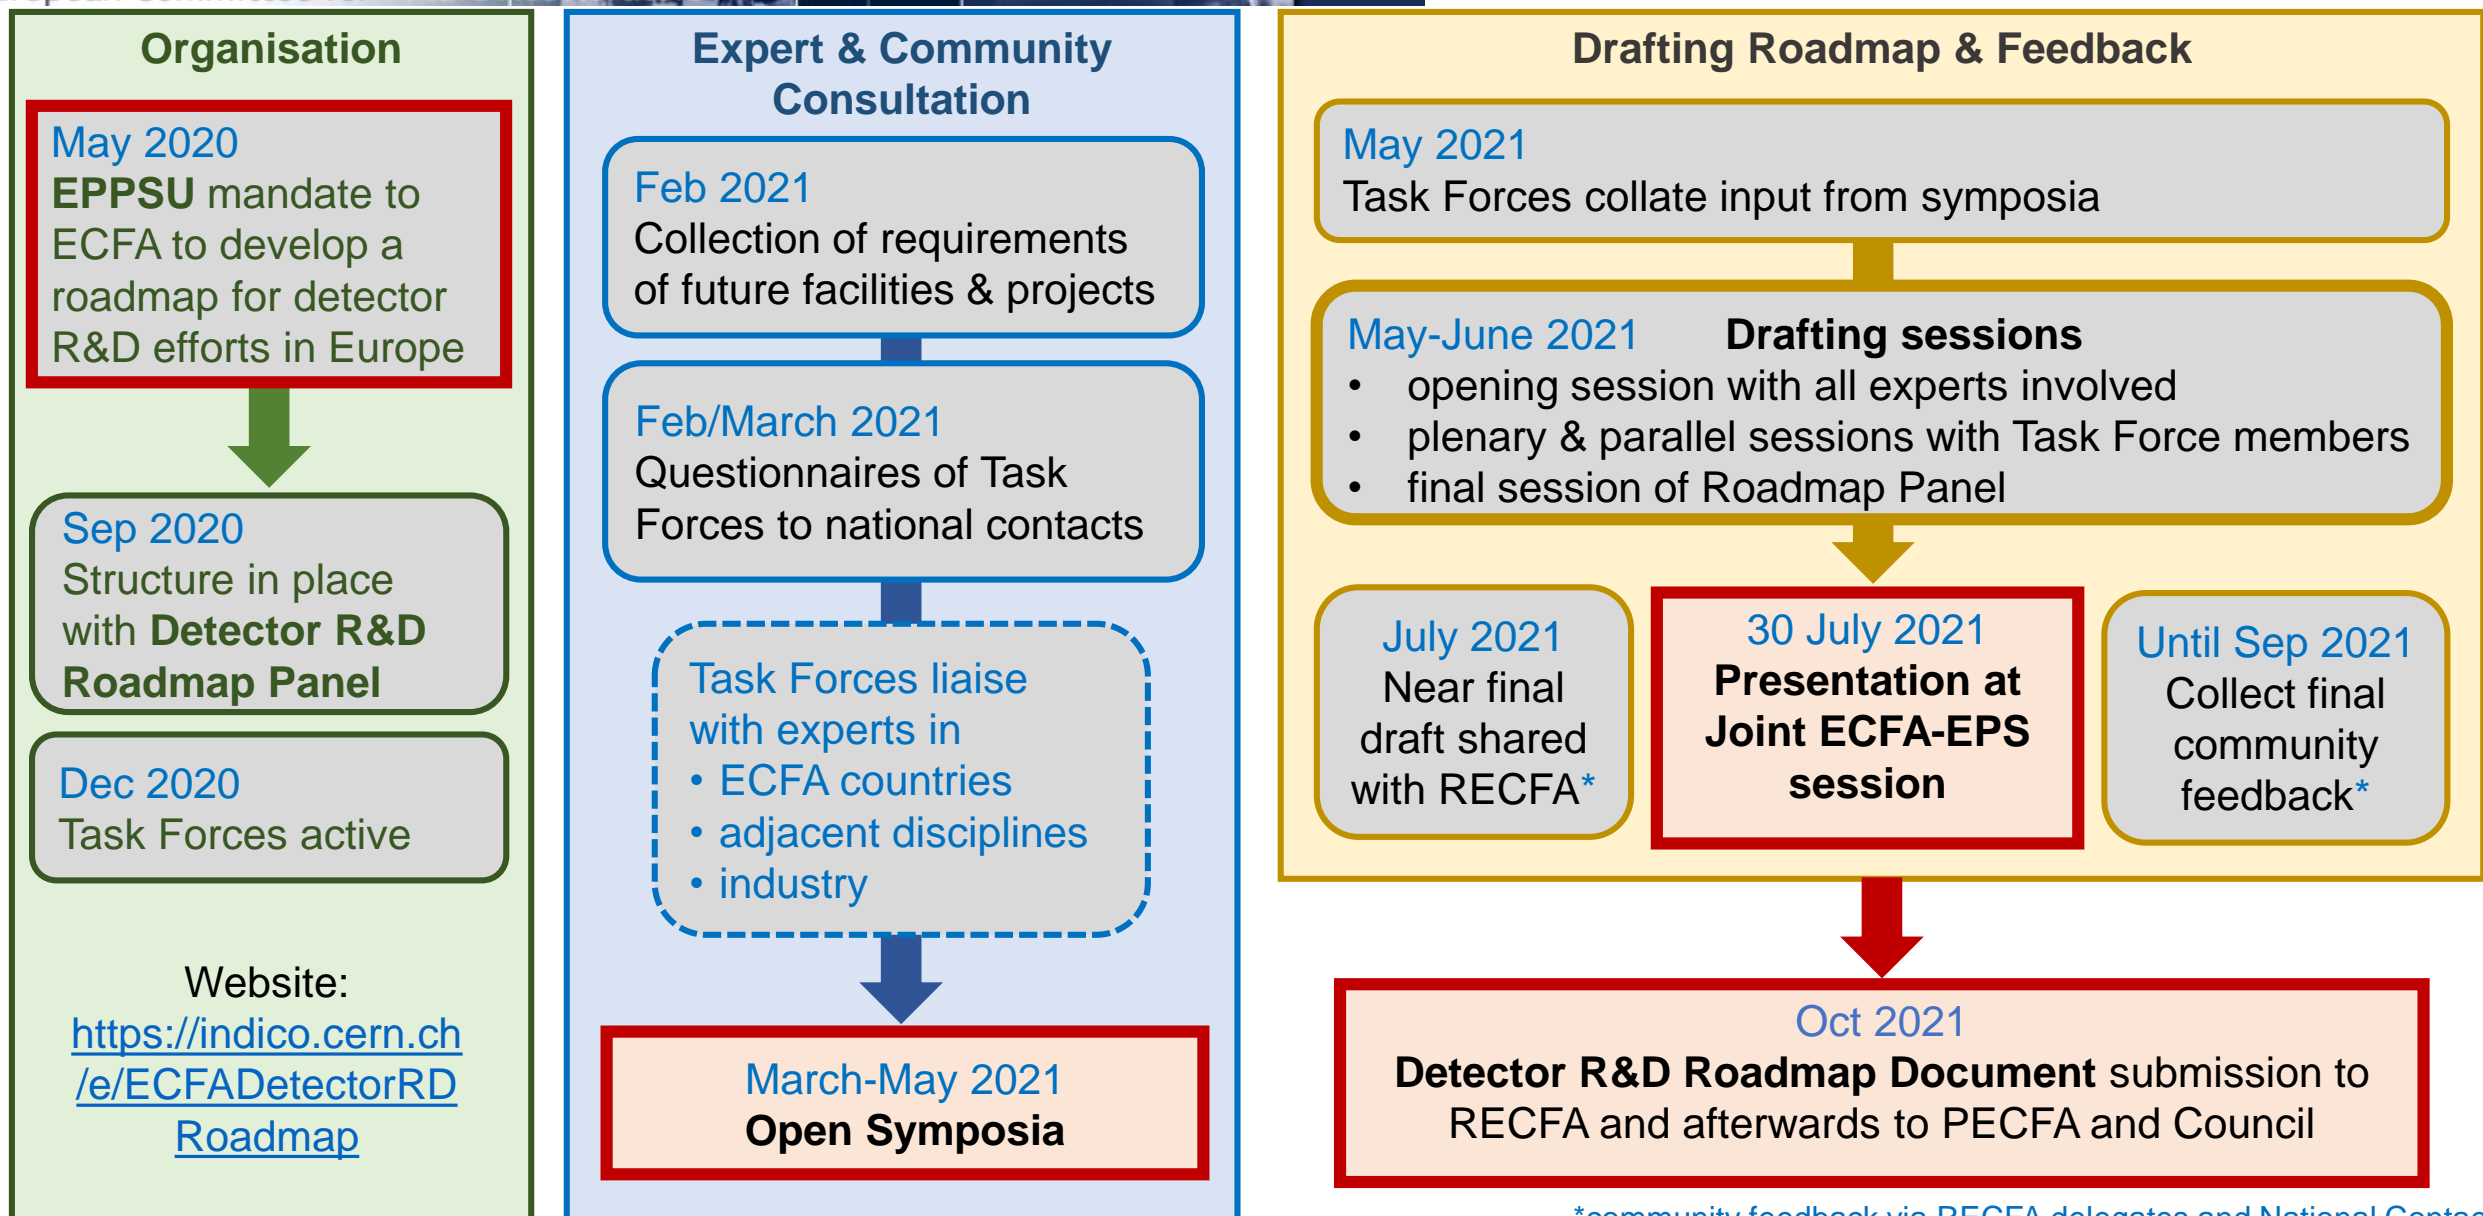 Organisation
May 2020
EPPSU mandate to
ECFA to develop a
roadmap for detector
R&D efforts in Europe
Sep 2020
Structure in place
with Detector R&D
Roadmap Panel
Dec 2020
Task Forces active
Website:
https://indico.cern.ch
/e/ECFADetectorRD
Roadmap
Expert & Community
Consultation
Feb 2021
Collection of requirements
of future facilities & projects
Feb/March 2021
Questionnaires of Task
Forces to national contacts
Task Forces liaise
with experts in
• ECFA countries
• adjacent disciplines
• industry
March-May 2021
Open Symposia
Drafting Roadmap & Feedback
May 2021
Task Forces collate input from symposia
May-June 2021 Drafting sessions
• opening session with all experts involved
• plenary & parallel sessions with Task Force members
• final session of Roadmap Panel
July 2021
Near final
draft shared
with RECFA*
30 July 2021
Presentation at
Joint ECFA-EPS
session
Until Sep 2021
Collect final
community
feedback*
Oct 2021
Detector R&D Roadmap Document submission to
RECFA and afterwards to PECFA and Council
*community feedback via RECFA delegates and National